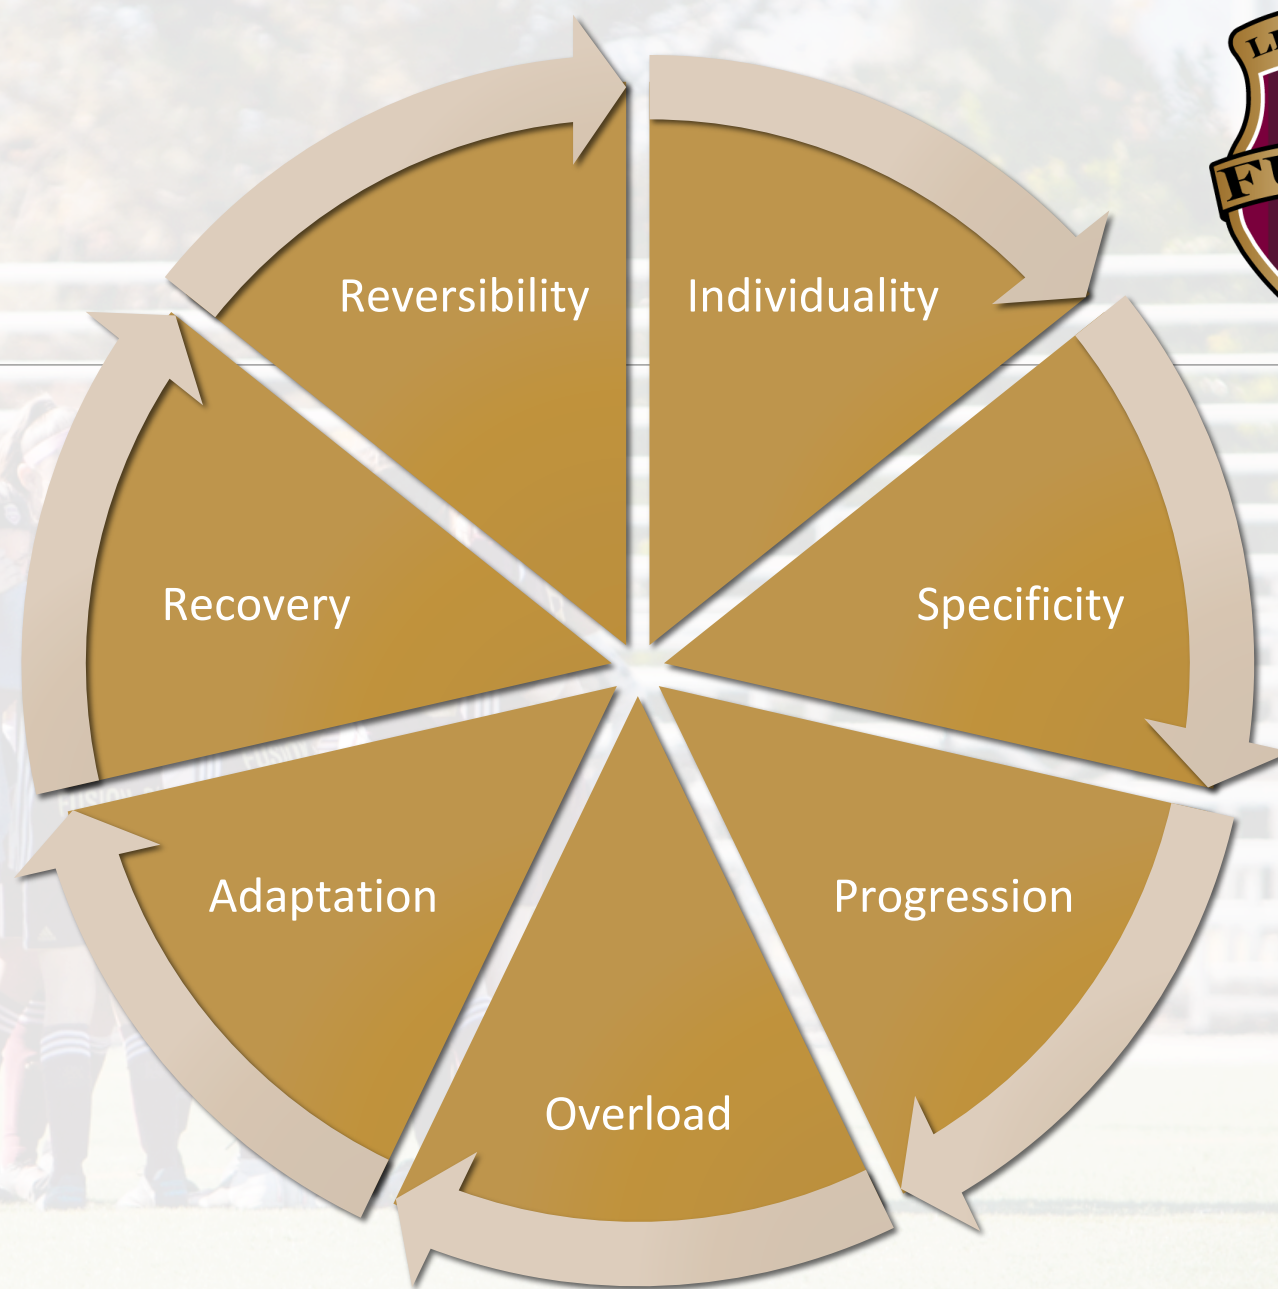 Individuality
Specificity
Progression
Overload
Adaptation
Recovery
Reversibility